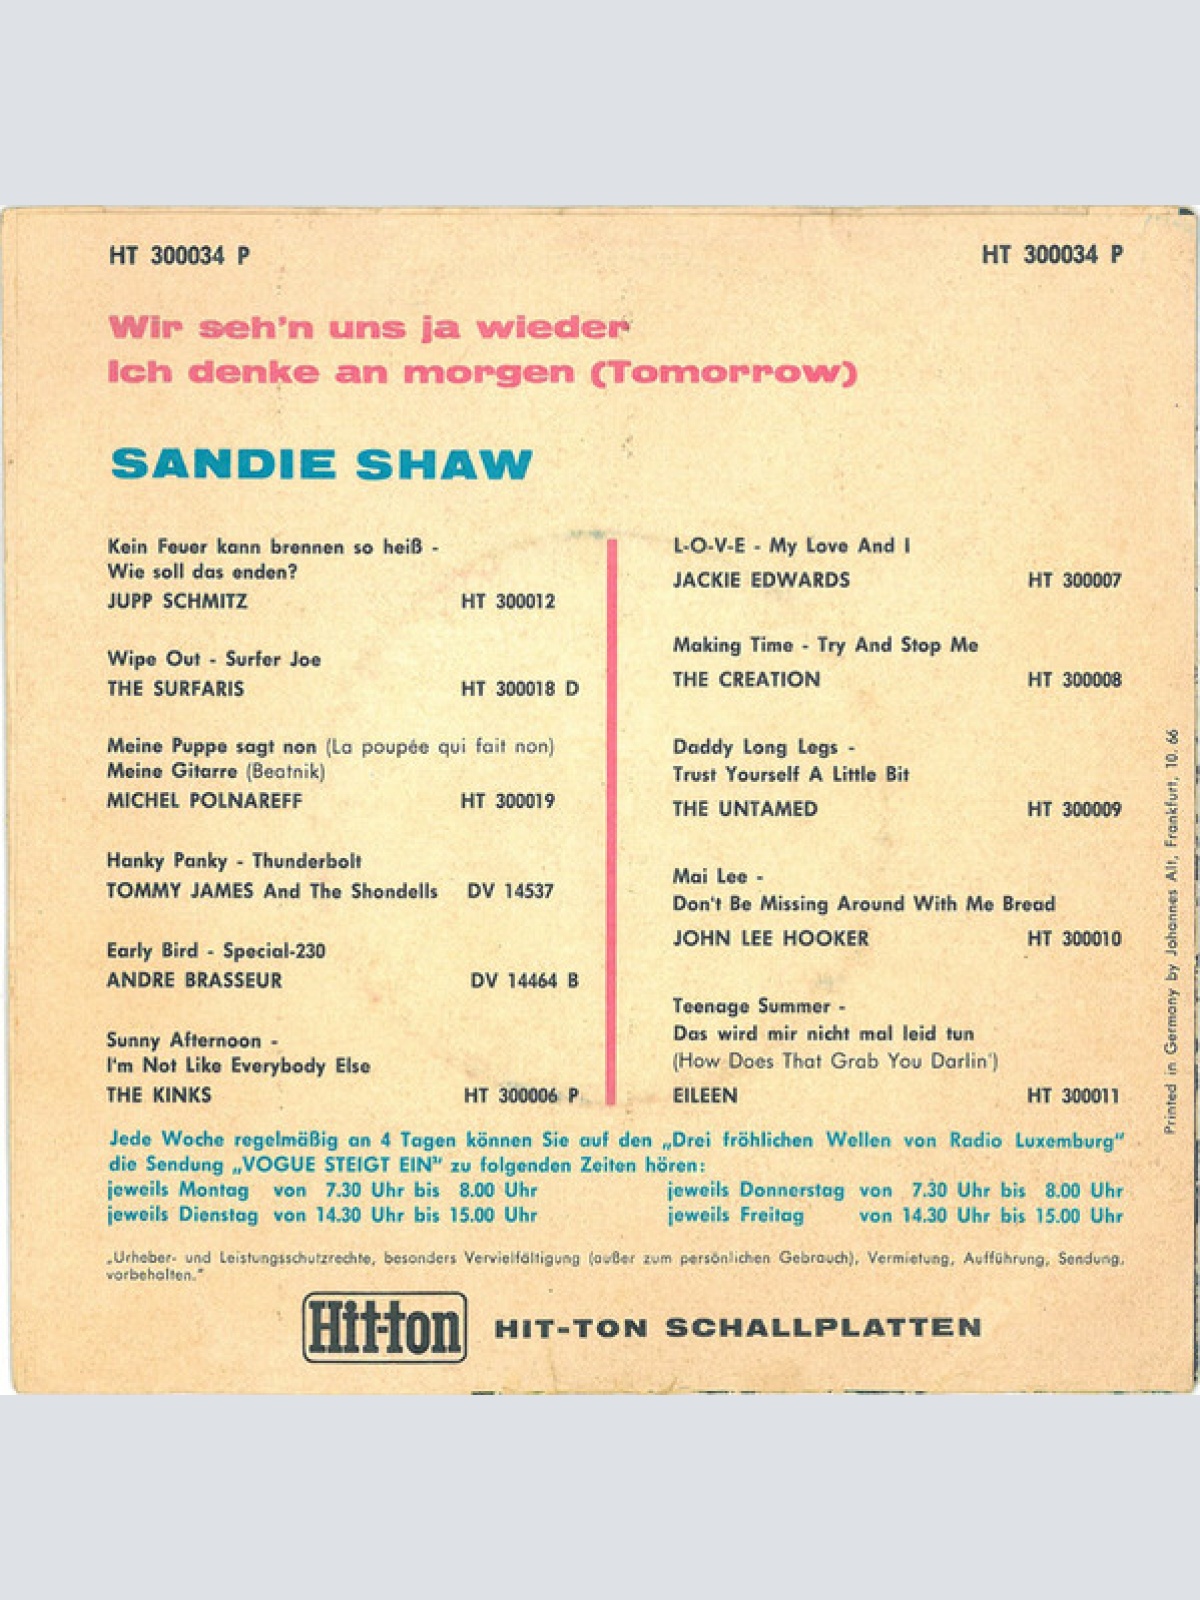 HT 300034 P
HT 300034 P
Wir seh'n uns ja wieder
Ich denke an morgen (Tomorrow)
SANDIE SHAW
Kein Feuer kann brennen so heiß -
Wie soll das enden?
JUPP SCHMITZ HT 300012
Wipe Out - Surfer Joe
THE SURFARIS HT 300018 D
Meine Puppe sagt non (La poupée qui fait non)
Meine Gitarre (Beatnik)
MICHEL POLNAREFF HT 300019
Hanky Panky - Thunderbolt
TOMMY JAMES And The Shondells DV 14537
Early Bird - Special-230
ANDRE BRASSEUR DV 14464 B
Sunny Afternoon -
I'm Not Like Everybody Else
THE KINKS HT 300006 P
L-O-V-E - My Love And I
JACKIE EDWARDS HT 300007
Making Time - Try And Stop Me
THE CREATION HT 300008
Daddy Long Legs -
Trust Yourself A Little Bit
THE UNTAMED HT 300009
Mai Lee -
Don't Be Missing Around With Me Bread
JOHN LEE HOOKER HT 300010
Teenage Summer -
Das wird mir nicht mal leid tun
(How Does That Grab You Darlin')
EILEEN HT 300011
Jede Woche regelmäßig an 4 Tagen können Sie auf den „Drei fröhlichen Wellen von Radio Luxemburg"
die Sendung „VOGUE STEIGT EIN" zu folgenden Zeiten hören:
jeweils Montag von 7.30 Uhr bis 8.00 Uhr jeweils Donnerstag von 7.30 Uhr bis 8.00 Uhr
jeweils Dienstag von 14.30 Uhr bis 15.00 Uhr jeweils Freitag von 14.30 Uhr bis 15.00 Uhr
„Urheber- und Leistungsschutzrechte, besonders Vervielfältigung (außer zum persönlichen Gebrauch), Vermietung, Aufführung, Sendung,
vorbehalten."
Hit-ton HIT-TON SCHALLPLATTEN
Printed in Germany by Johannes Alt, Frankfurt, 10. 66